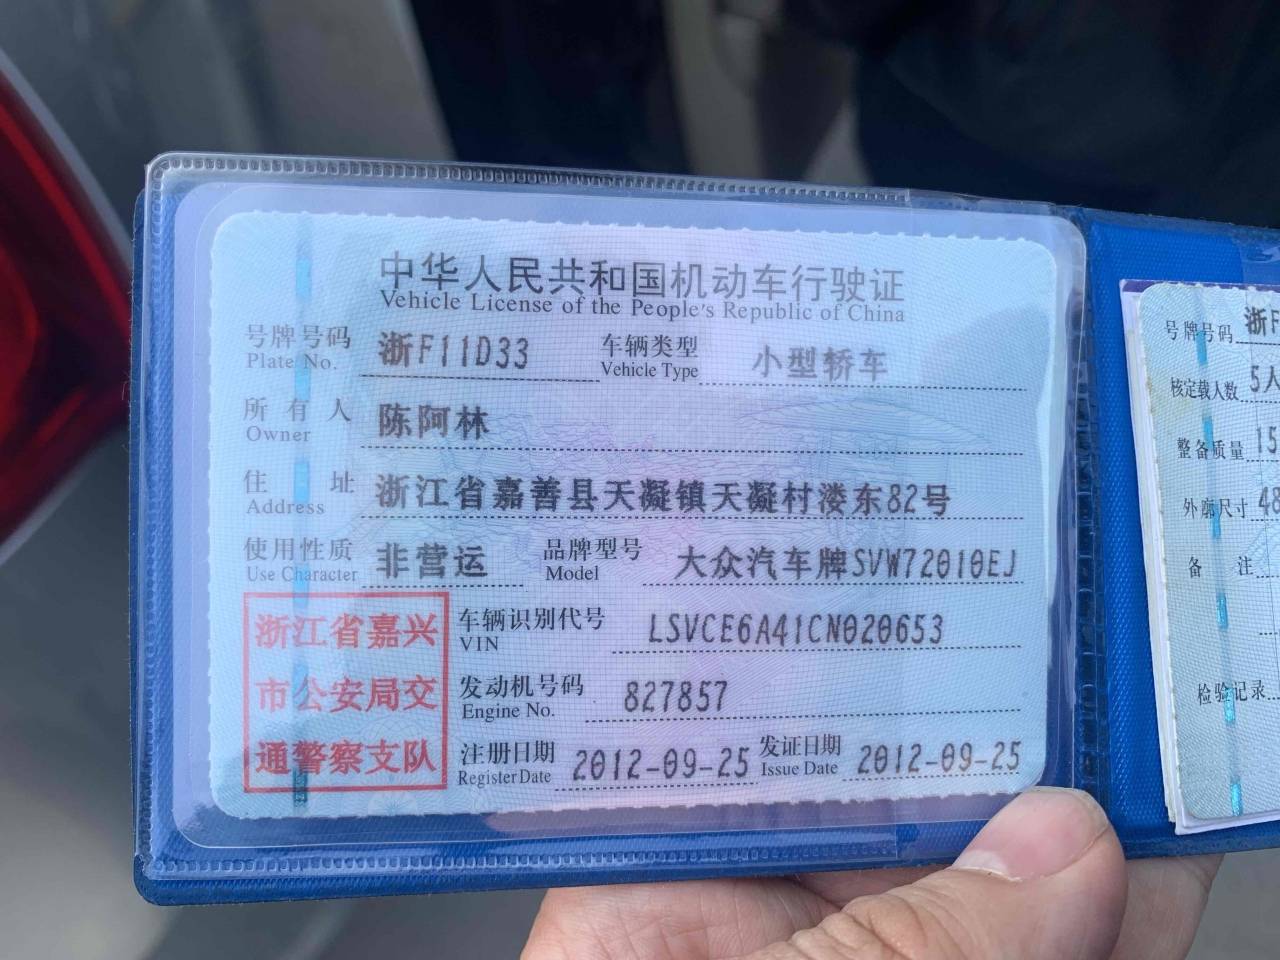 中华人民共和国机动车行驶证
Vehicle License of the People's Republic of China
号牌号码 浙F11D33 车辆类型 小型轿车
Plate No. Vehicle Type
所有人 陈阿林
Owner
住址 浙江省嘉善县天凝镇天凝村溇东82号
Address
使用性质 非营运 品牌型号 大众汽车牌SVW72010EJ
Use Character Model
浙江省嘉兴
市公安局交
通警察支队
车辆识别代号 LSVCE6A41CN020653
VIN
发动机号码 827857
Engine No.
注册日期 2012-09-25 发证日期 2012-09-25
Register Date Issue Date
号牌号码 浙F
核定载人数 5人
整备质量 15
外廓尺寸 48
备注
检验记录